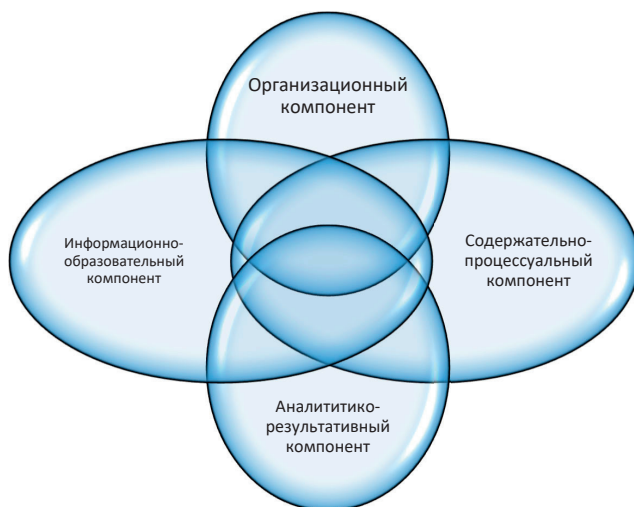 Организационный
компонент
Информационно-
образовательный
компонент
Содержательно-
процессуальный
компонент
Аналититико-
результативный
компонент